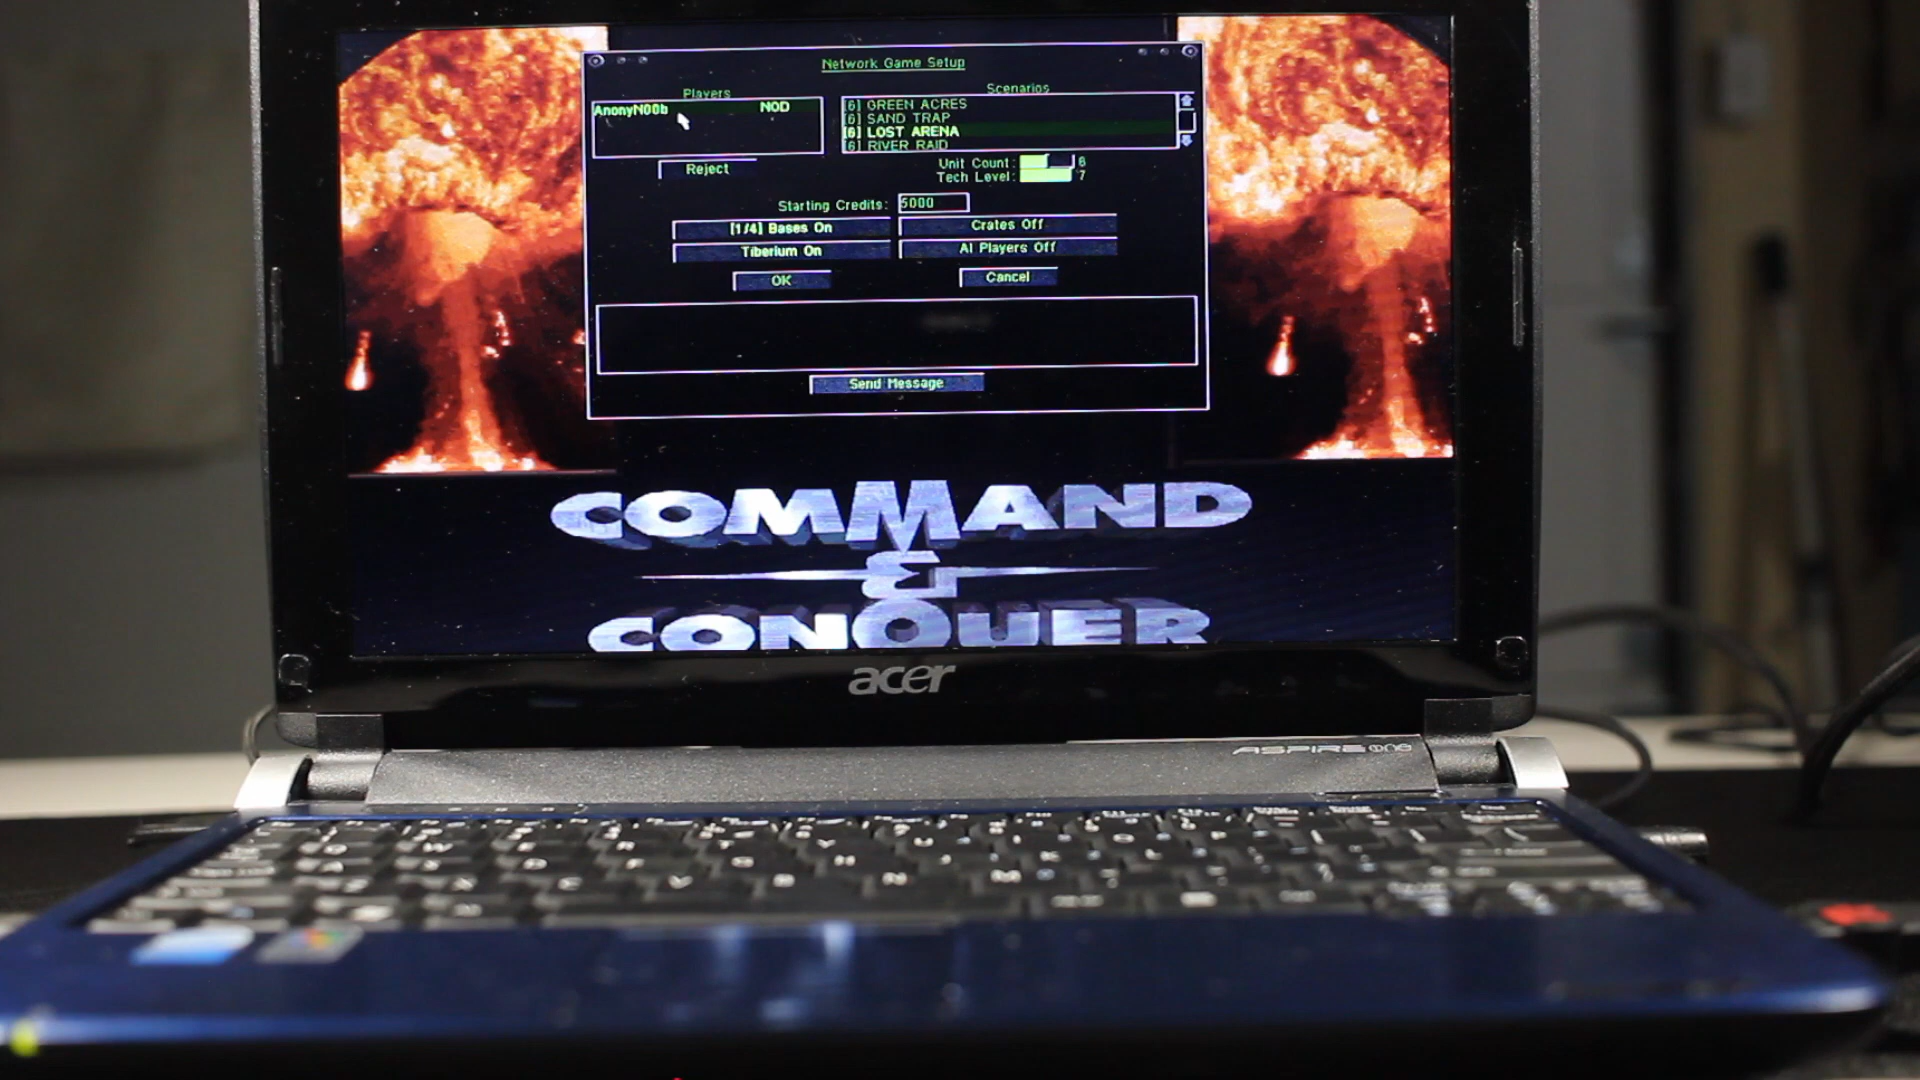 Network Game Setup
Players
AnonyN00b NOD
Reject
Scenarios
[6] GREEN ACRES
[6] SAND TRAP
[6] LOST ARENA
[6] RIVER RAID
Unit Count: 6
Tech Level: 7
Starting Credits: 5000
[1/4] Bases On
Crates Off
Tiberium On
AI Players Off
OK
Cancel
Send Message
COMMAND
&
CONQUER
acer
ASPIRE one